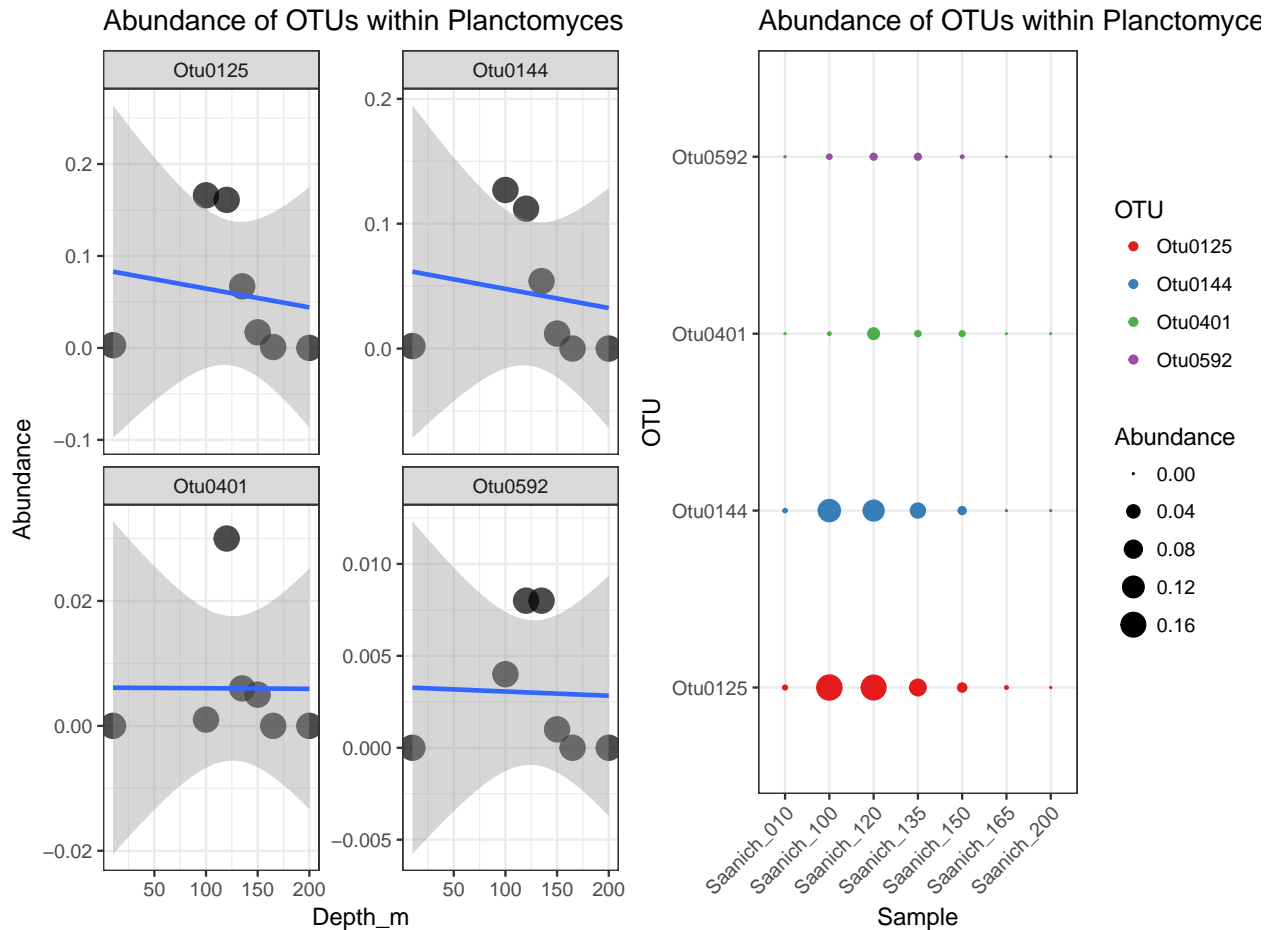 Abundance of OTUs within Planctomyces
Otu0125
Otu0144
0.2
0.1
0.0
−0.1
0.2
0.1
0.0
Abundance
Otu0401
Otu0592
0.02
0.00
−0.02
0.010
0.005
0.000
−0.005
50 100 150 200
50 100 150 200
Depth_m
Abundance of OTUs within Planctomyce
OTU
Otu0592
Otu0401
Otu0144
Otu0125
Saanich_010
Saanich_100
Saanich_120
Saanich_135
Saanich_150
Saanich_165
Saanich_200
Sample
OTU
Otu0125
Otu0144
Otu0401
Otu0592
Abundance
0.00
0.04
0.08
0.12
0.16